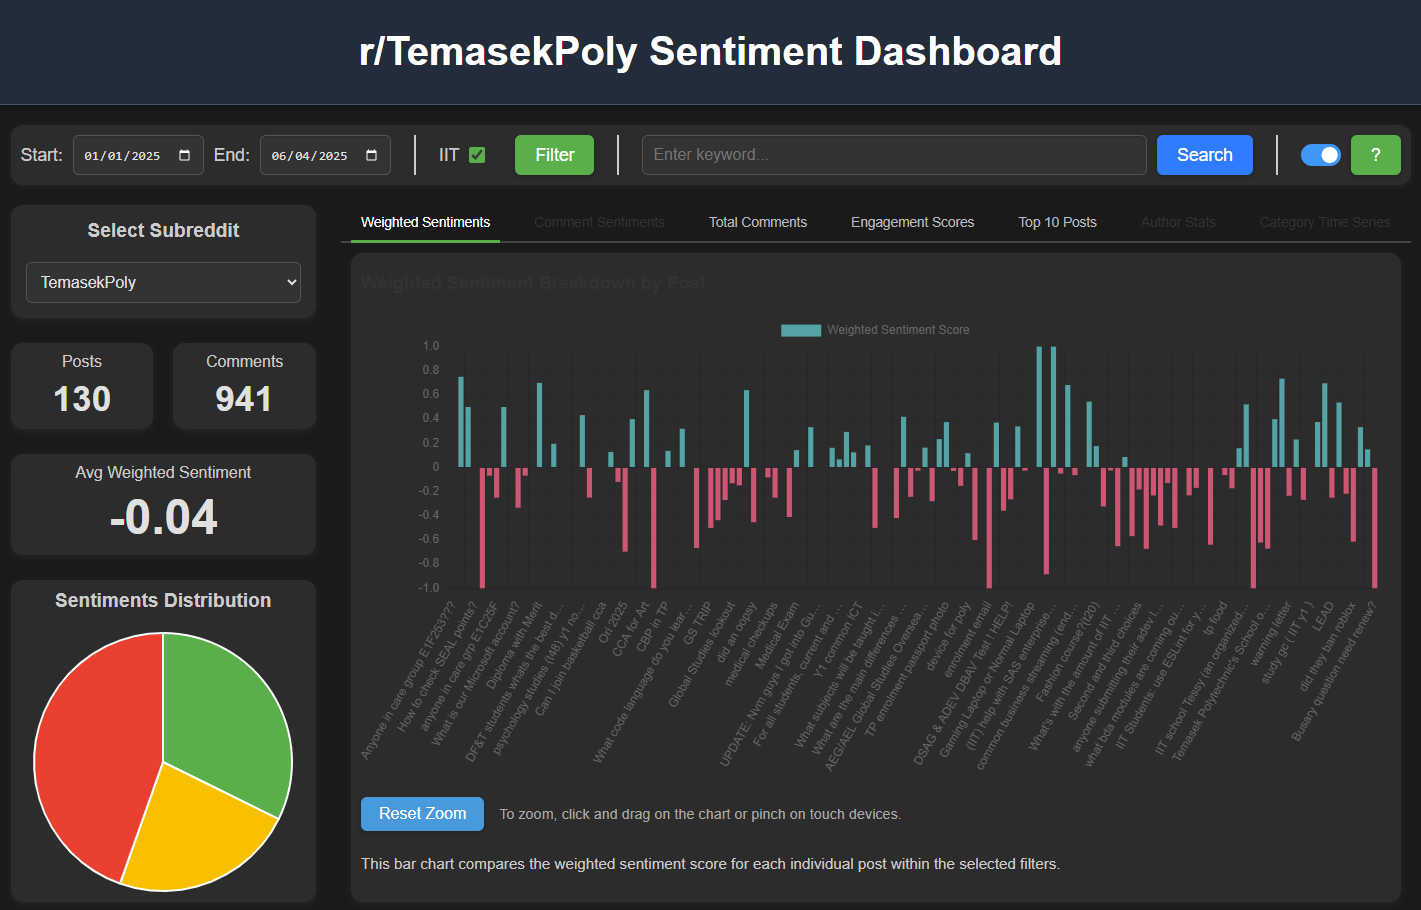 r/TemasekPoly Sentiment Dashboard
Start: 01/01/2025 End: 06/04/2025 IIT Filter Enter keyword... Search ?
Select Subreddit
TemasekPoly
Posts
130
Comments
941
Avg Weighted Sentiment
-0.04
Sentiments Distribution
Weighted Sentiments Comment Sentiments Total Comments Engagement Scores Top 10 Posts Author Stats Category Time Series
Weighted Sentiment Breakdown by Post
Weighted Sentiment Score
1.0
0.8
0.6
0.4
0.2
0
-0.2
-0.4
-0.6
-0.8
-1.0
Anyone in care group E1F2533???
How to check SEAL points?
anyone in care grp E1C25F
What is our Microsoft account?
Diploma with Merit
DF&T students whats the best d...
psychology studies (t48) y1 no...
Can I join basketball cca
CU 2025
CCA for Art
CBP in TP
What code language do you lear...
GS TRIP
Global Studies lookout
did an oopsy
medical checkups
Medical Exam
UPDATE: Nvm guys I got into Gu...
For all students, current and ...
Y1 common ICT
What subjects will be taught i...
What are the main differences ...
AEG/AEL Global Studies Oversea...
TP enrolment passport photo
device for poly
enrolment email
DSAG & ADEV DBAV Test I HELP!
Gaming Laptop or Normal Laptop
(IIT) help with SAS enterprise...
common business streaming (end...
Fashion course?(t20)
What's with the amount of IIT ...
Second and third choices
anyone submitting their adev l...
what bda modules are coming ou...
IIT Students: use ESLint for y...
tp food
IIT school Tessy (an organized...
Temasek Polytechnic's School o...
warning letter
study gc ( IIT y1 )
LEAD
did they ban robix
Busary question need renew?
Reset Zoom To zoom, click and drag on the chart or pinch on touch devices.
This bar chart compares the weighted sentiment score for each individual post within the selected filters.